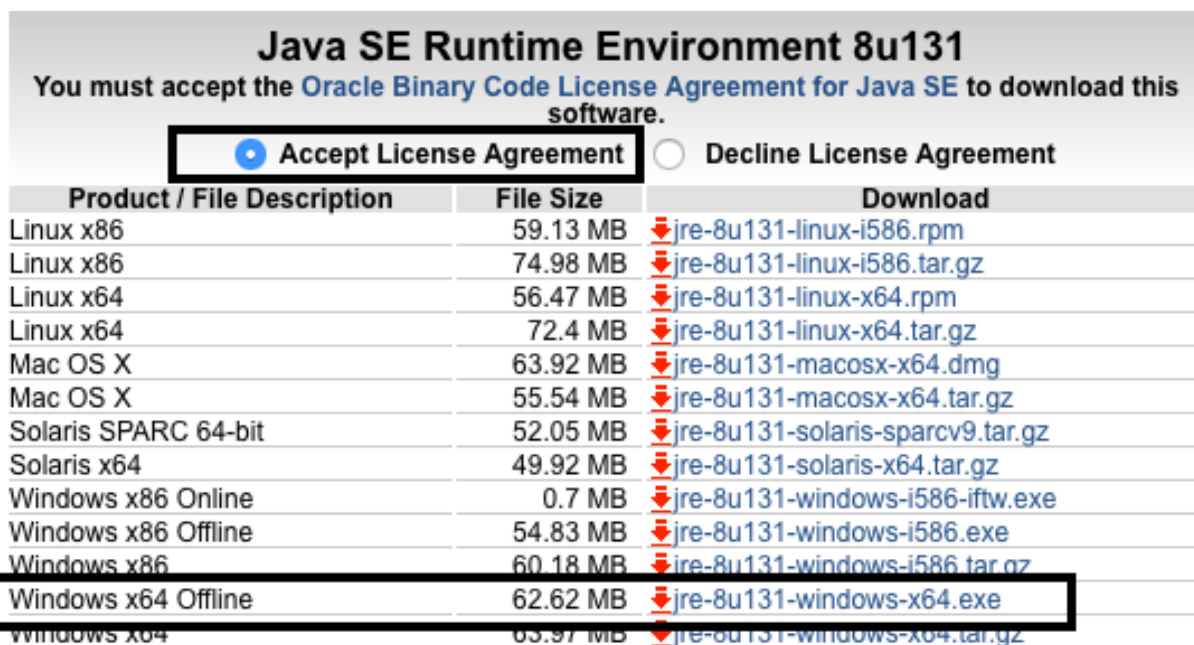 Java SE Runtime Environment 8u131
You must accept the Oracle Binary Code License Agreement for Java SE to download this
software.
Accept License Agreement Decline License Agreement
Product / File Description File Size Download
Linux x86 59.13 MB jre-8u131-linux-i586.rpm
Linux x86 74.98 MB jre-8u131-linux-i586.tar.gz
Linux x64 56.47 MB jre-8u131-linux-x64.rpm
Linux x64 72.4 MB jre-8u131-linux-x64.tar.gz
Mac OS X 63.92 MB jre-8u131-macosx-x64.dmg
Mac OS X 55.54 MB jre-8u131-macosx-x64.tar.gz
Solaris SPARC 64-bit 52.05 MB jre-8u131-solaris-sparcv9.tar.gz
Solaris x64 49.92 MB jre-8u131-solaris-x64.tar.gz
Windows x86 Online 0.7 MB jre-8u131-windows-i586-iftw.exe
Windows x86 Offline 54.83 MB jre-8u131-windows-i586.exe
Windows x86 60.18 MB jre-8u131-windows-i586.tar.gz
Windows x64 Offline 62.62 MB jre-8u131-windows-x64.exe
Windows x64 63.97 MB jre-8u131-windows-x64.tar.gz